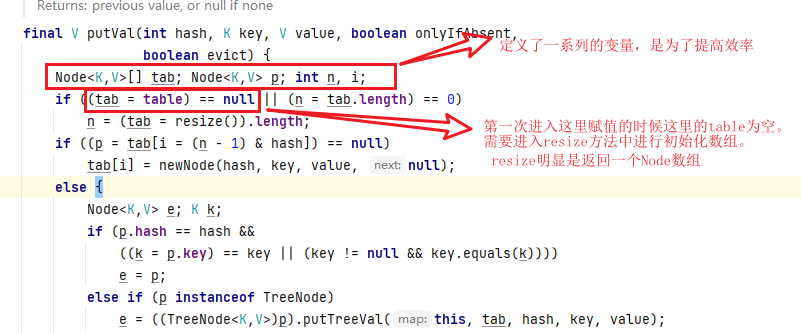 Returns: previous value, or null if none
final V putVal(int hash, K key, V value, boolean onlyIfAbsent,
boolean evict) {
定义了一系列的变量，是为了提高效率
Node<K,V>[] tab; Node<K,V> p; int n, i;
if ((tab = table) == null || (n = tab.length) == 0)
n = (tab = resize()).length;
第一次进入这里赋值的时候这里的table为空。
需要进入resize方法中进行初始化数组。
resize明显是返回一个Node数组
if ((p = tab[i = (n - 1) & hash]) == null)
tab[i] = newNode(hash, key, value, next: null);
else {
Node<K,V> e; K k;
if (p.hash == hash &&
((k = p.key) == key || (key != null && key.equals(k))))
e = p;
else if (p instanceof TreeNode)
e = ((TreeNode<K,V>)p).putTreeVal( map: this, tab, hash, key, value);